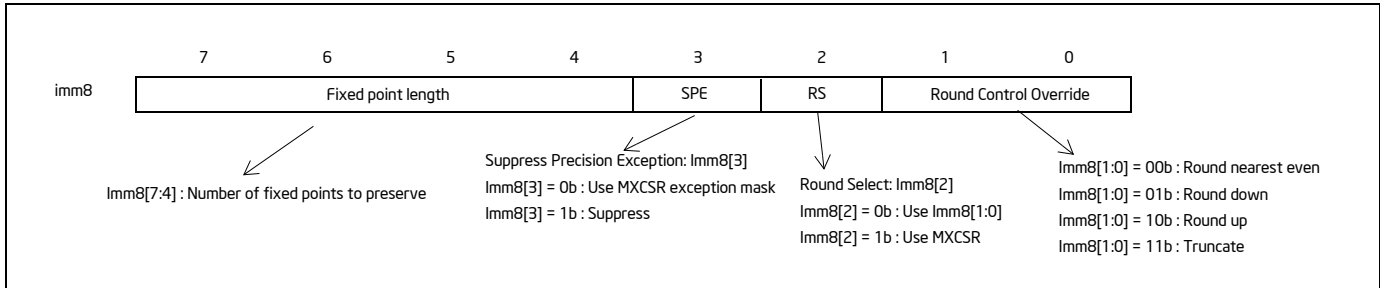 7 6 5 4 3 2 1 0
imm8 Fixed point length SPE RS Round Control Override
Imm8[7:4] : Number of fixed points to preserve
Suppress Precision Exception: Imm8[3]
Imm8[3] = 0b : Use MXCSR exception mask
Imm8[3] = 1b : Suppress
Round Select: Imm8[2]
Imm8[2] = 0b : Use Imm8[1:0]
Imm8[2] = 1b : Use MXCSR
Imm8[1:0] = 00b : Round nearest even
Imm8[1:0] = 01b : Round down
Imm8[1:0] = 10b : Round up
Imm8[1:0] = 11b : Truncate